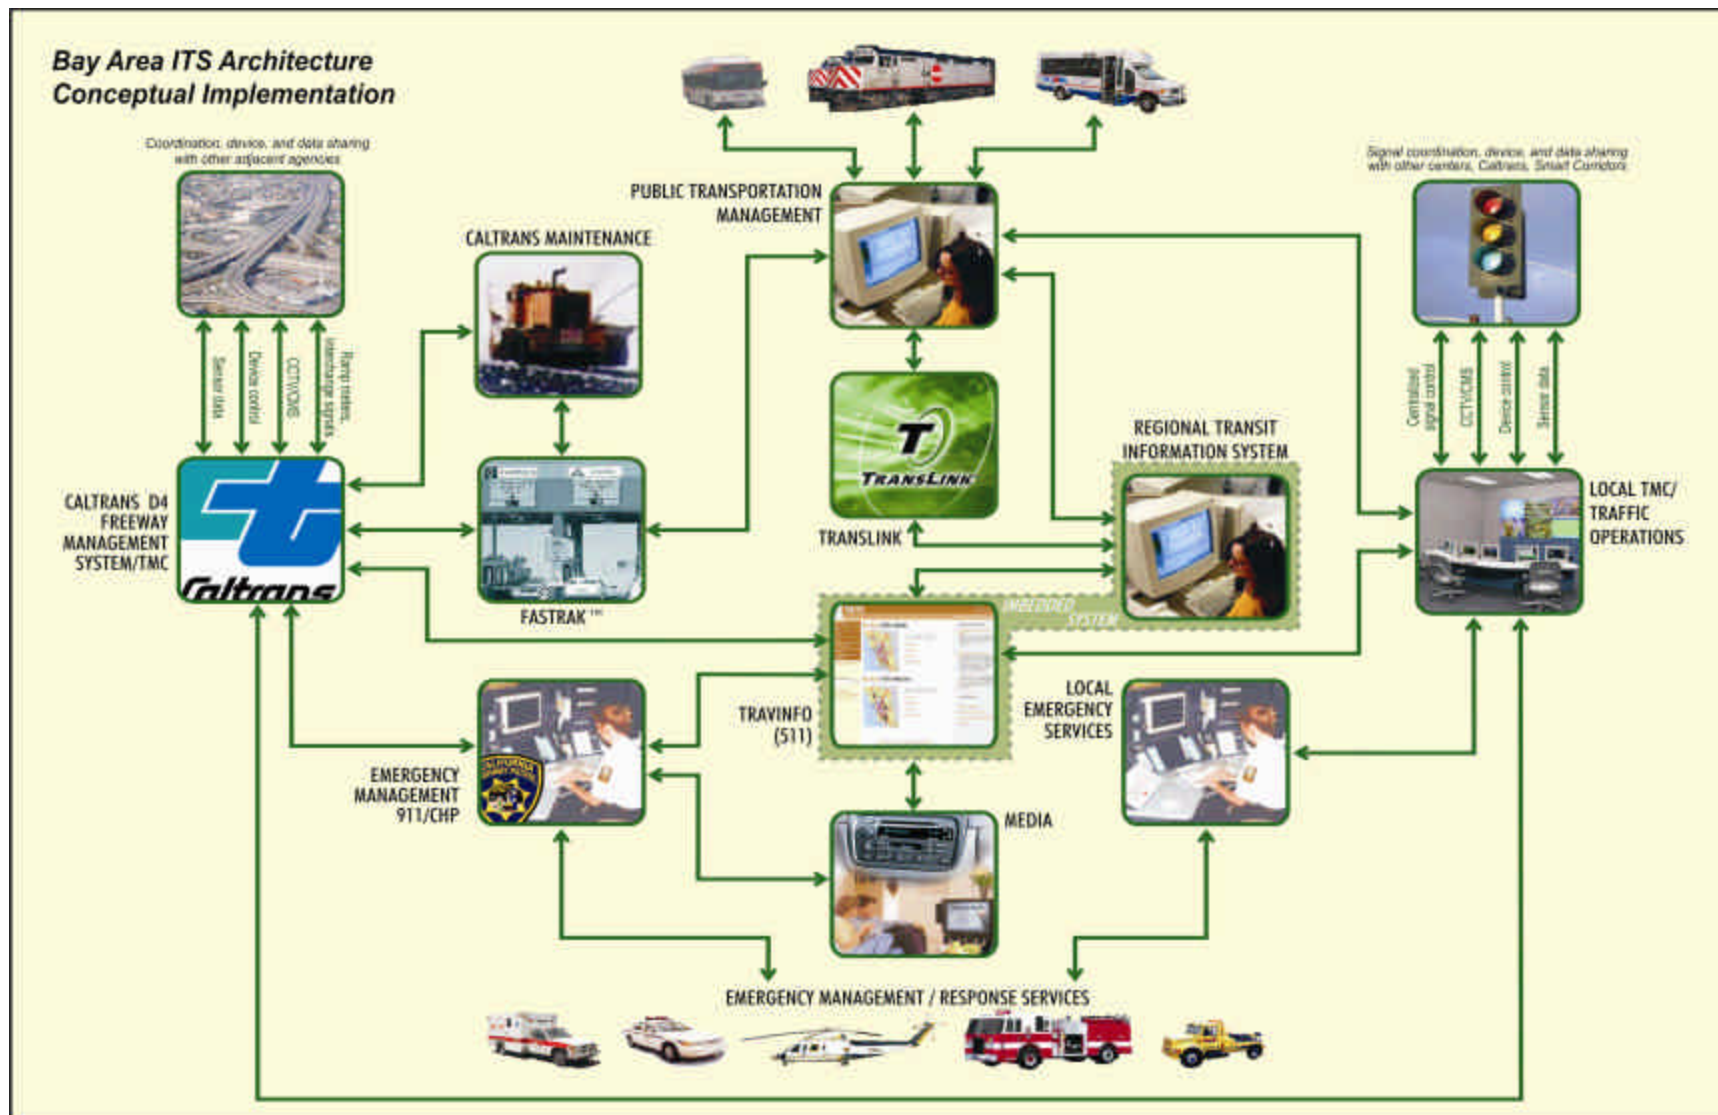 Bay Area ITS Architecture
Conceptual Implementation
Coordination, device, and data sharing
with other adjacent agencies
Signal coordination, device, and data sharing
with other centers, Caltrans, Smart Corridors
PUBLIC TRANSPORTATION
MANAGEMENT
CALTRANS MAINTENANCE
Sensor data
Device control
CCTV/CMS
Ramp meters,
interchange signals
Centralized
signal control
CCTV/CMS
Device control
Sensor data
T
TRANSLINK
TRANSLINK
REGIONAL TRANSIT
INFORMATION SYSTEM
CALTRANS D4
FREEWAY
MANAGEMENT
SYSTEM/TMC
Caltrans
LOCAL TMC/
TRAFFIC
OPERATIONS
FASTRAK™
IMBEDDED
SYSTEM
TRAVINFO
(511)
LOCAL
EMERGENCY
SERVICES
EMERGENCY
MANAGEMENT
911/CHP
CALIFORNIA
MEDIA
EMERGENCY MANAGEMENT / RESPONSE SERVICES